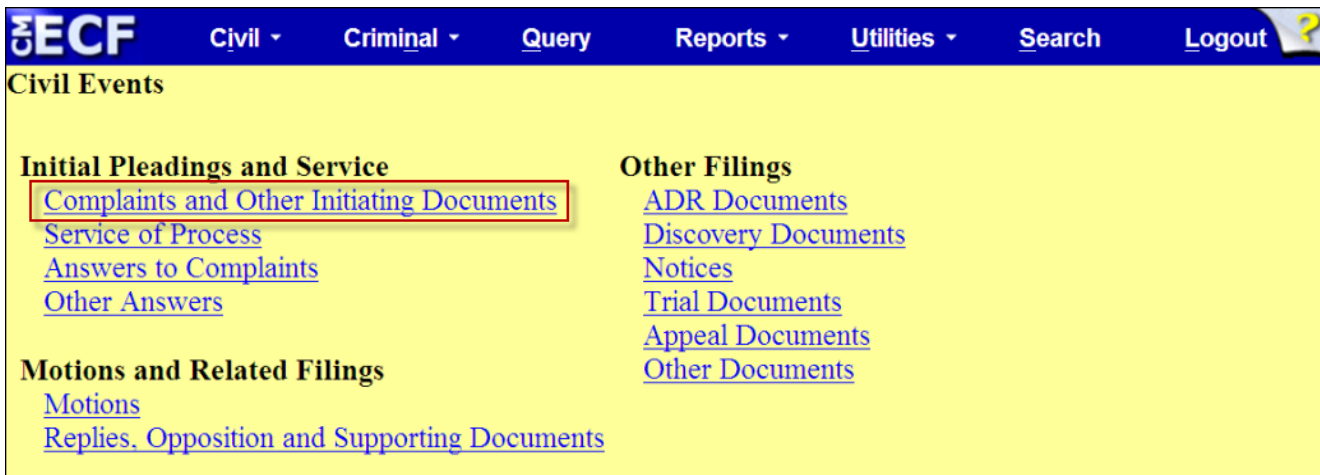 CM ECF Civil Criminal Query Reports Utilities Search Logout ?
Civil Events
Initial Pleadings and Service
Complaints and Other Initiating Documents
Service of Process
Answers to Complaints
Other Answers
Motions and Related Filings
Motions
Replies, Opposition and Supporting Documents
Other Filings
ADR Documents
Discovery Documents
Notices
Trial Documents
Appeal Documents
Other Documents